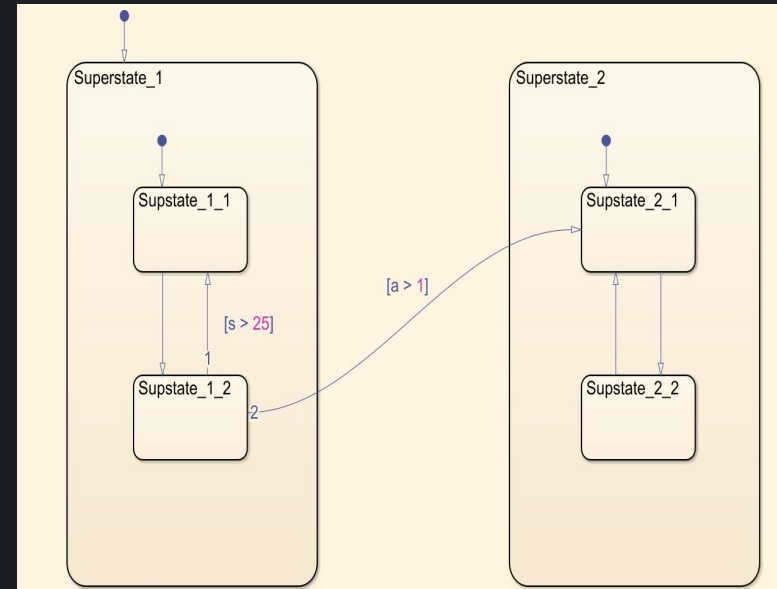 Superstate_1
Superstate_2
Supstate_1_1
Supstate_2_1
[a > 1]
[s > 25]
1
Supstate_1_2
Supstate_2_2
2